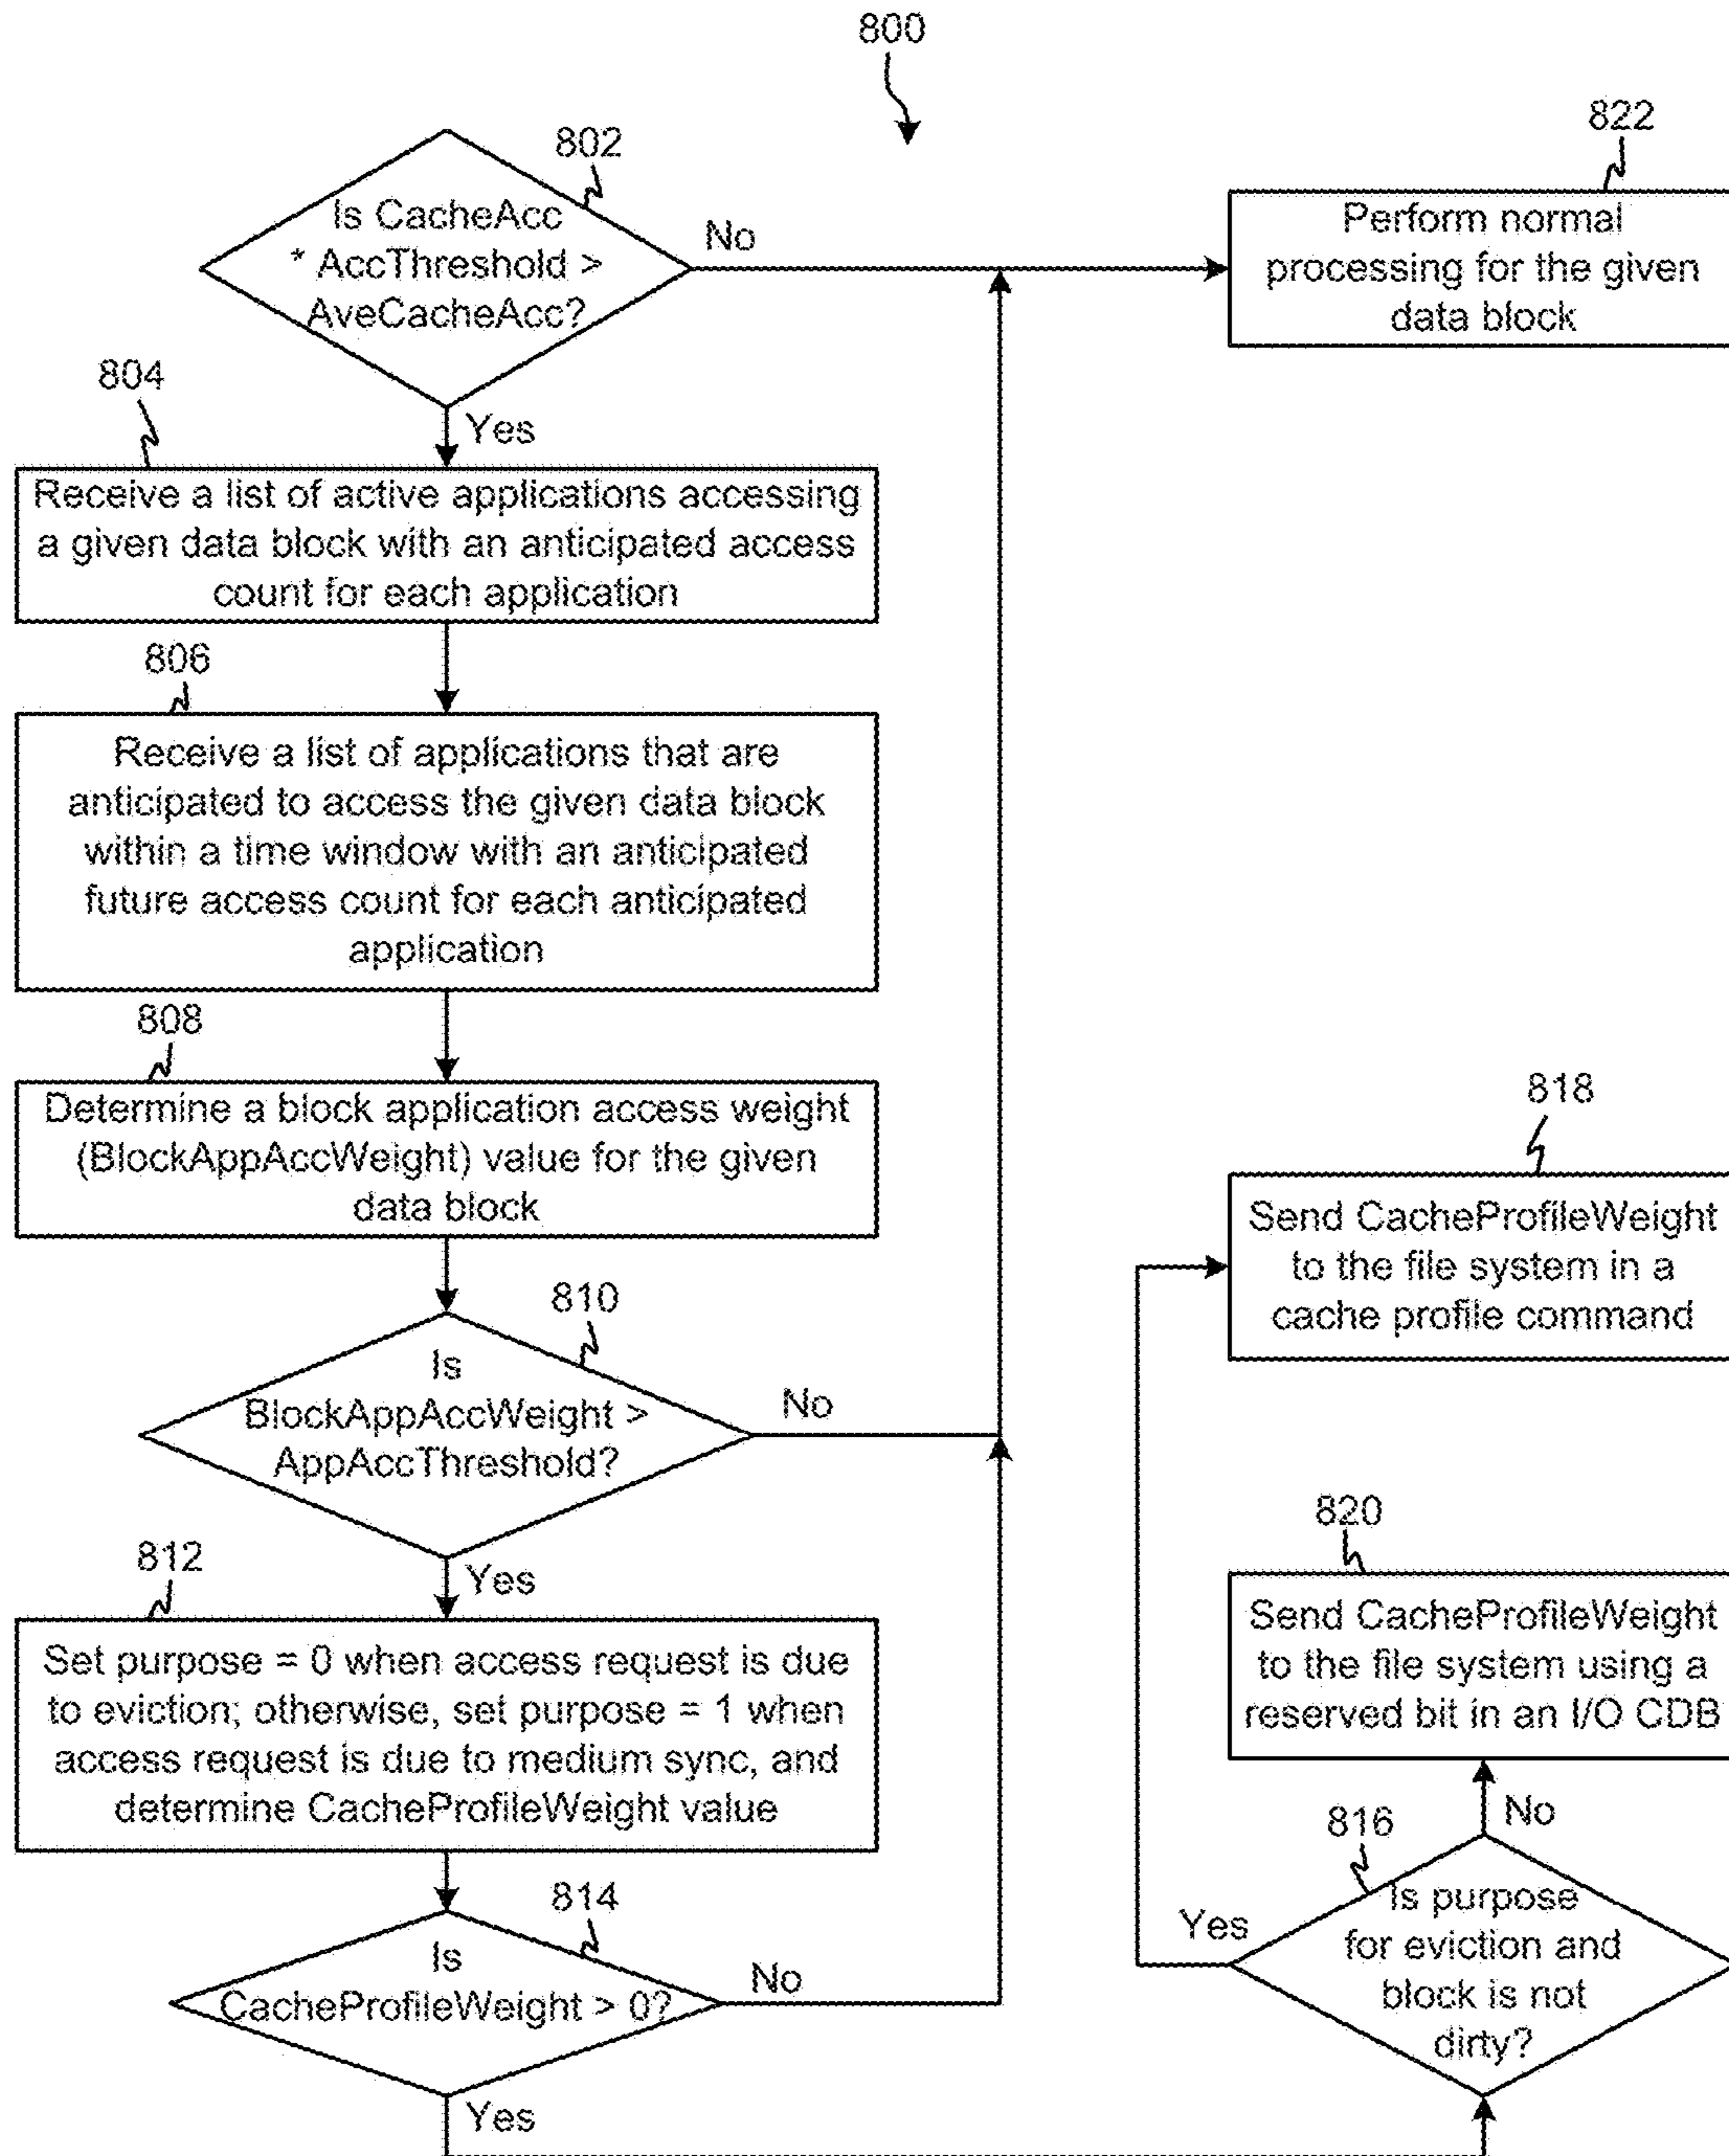 800
802
Is CacheAcc
* AccThreshold >
AveCacheAcc?
No
Yes
822
Perform normal
processing for the given
data block
804
Receive a list of active applications accessing
a given data block with an anticipated access
count for each application
806
Receive a list of applications that are
anticipated to access the given data block
within a time window with an anticipated
future access count for each anticipated
application
808
Determine a block application access weight
(BlockAppAccWeight) value for the given
data block
810
Is
BlockAppAccWeight >
AppAccThreshold?
No
Yes
812
Set purpose = 0 when access request is due
to eviction; otherwise, set purpose = 1 when
access request is due to medium sync, and
determine CacheProfileWeight value
814
Is
CacheProfileWeight > 0?
No
Yes
818
Send CacheProfileWeight
to the file system in a
cache profile command
820
Send CacheProfileWeight
to the file system using a
reserved bit in an I/O CDB
No
816
Is purpose
for eviction and
block is not
dirty?
Yes